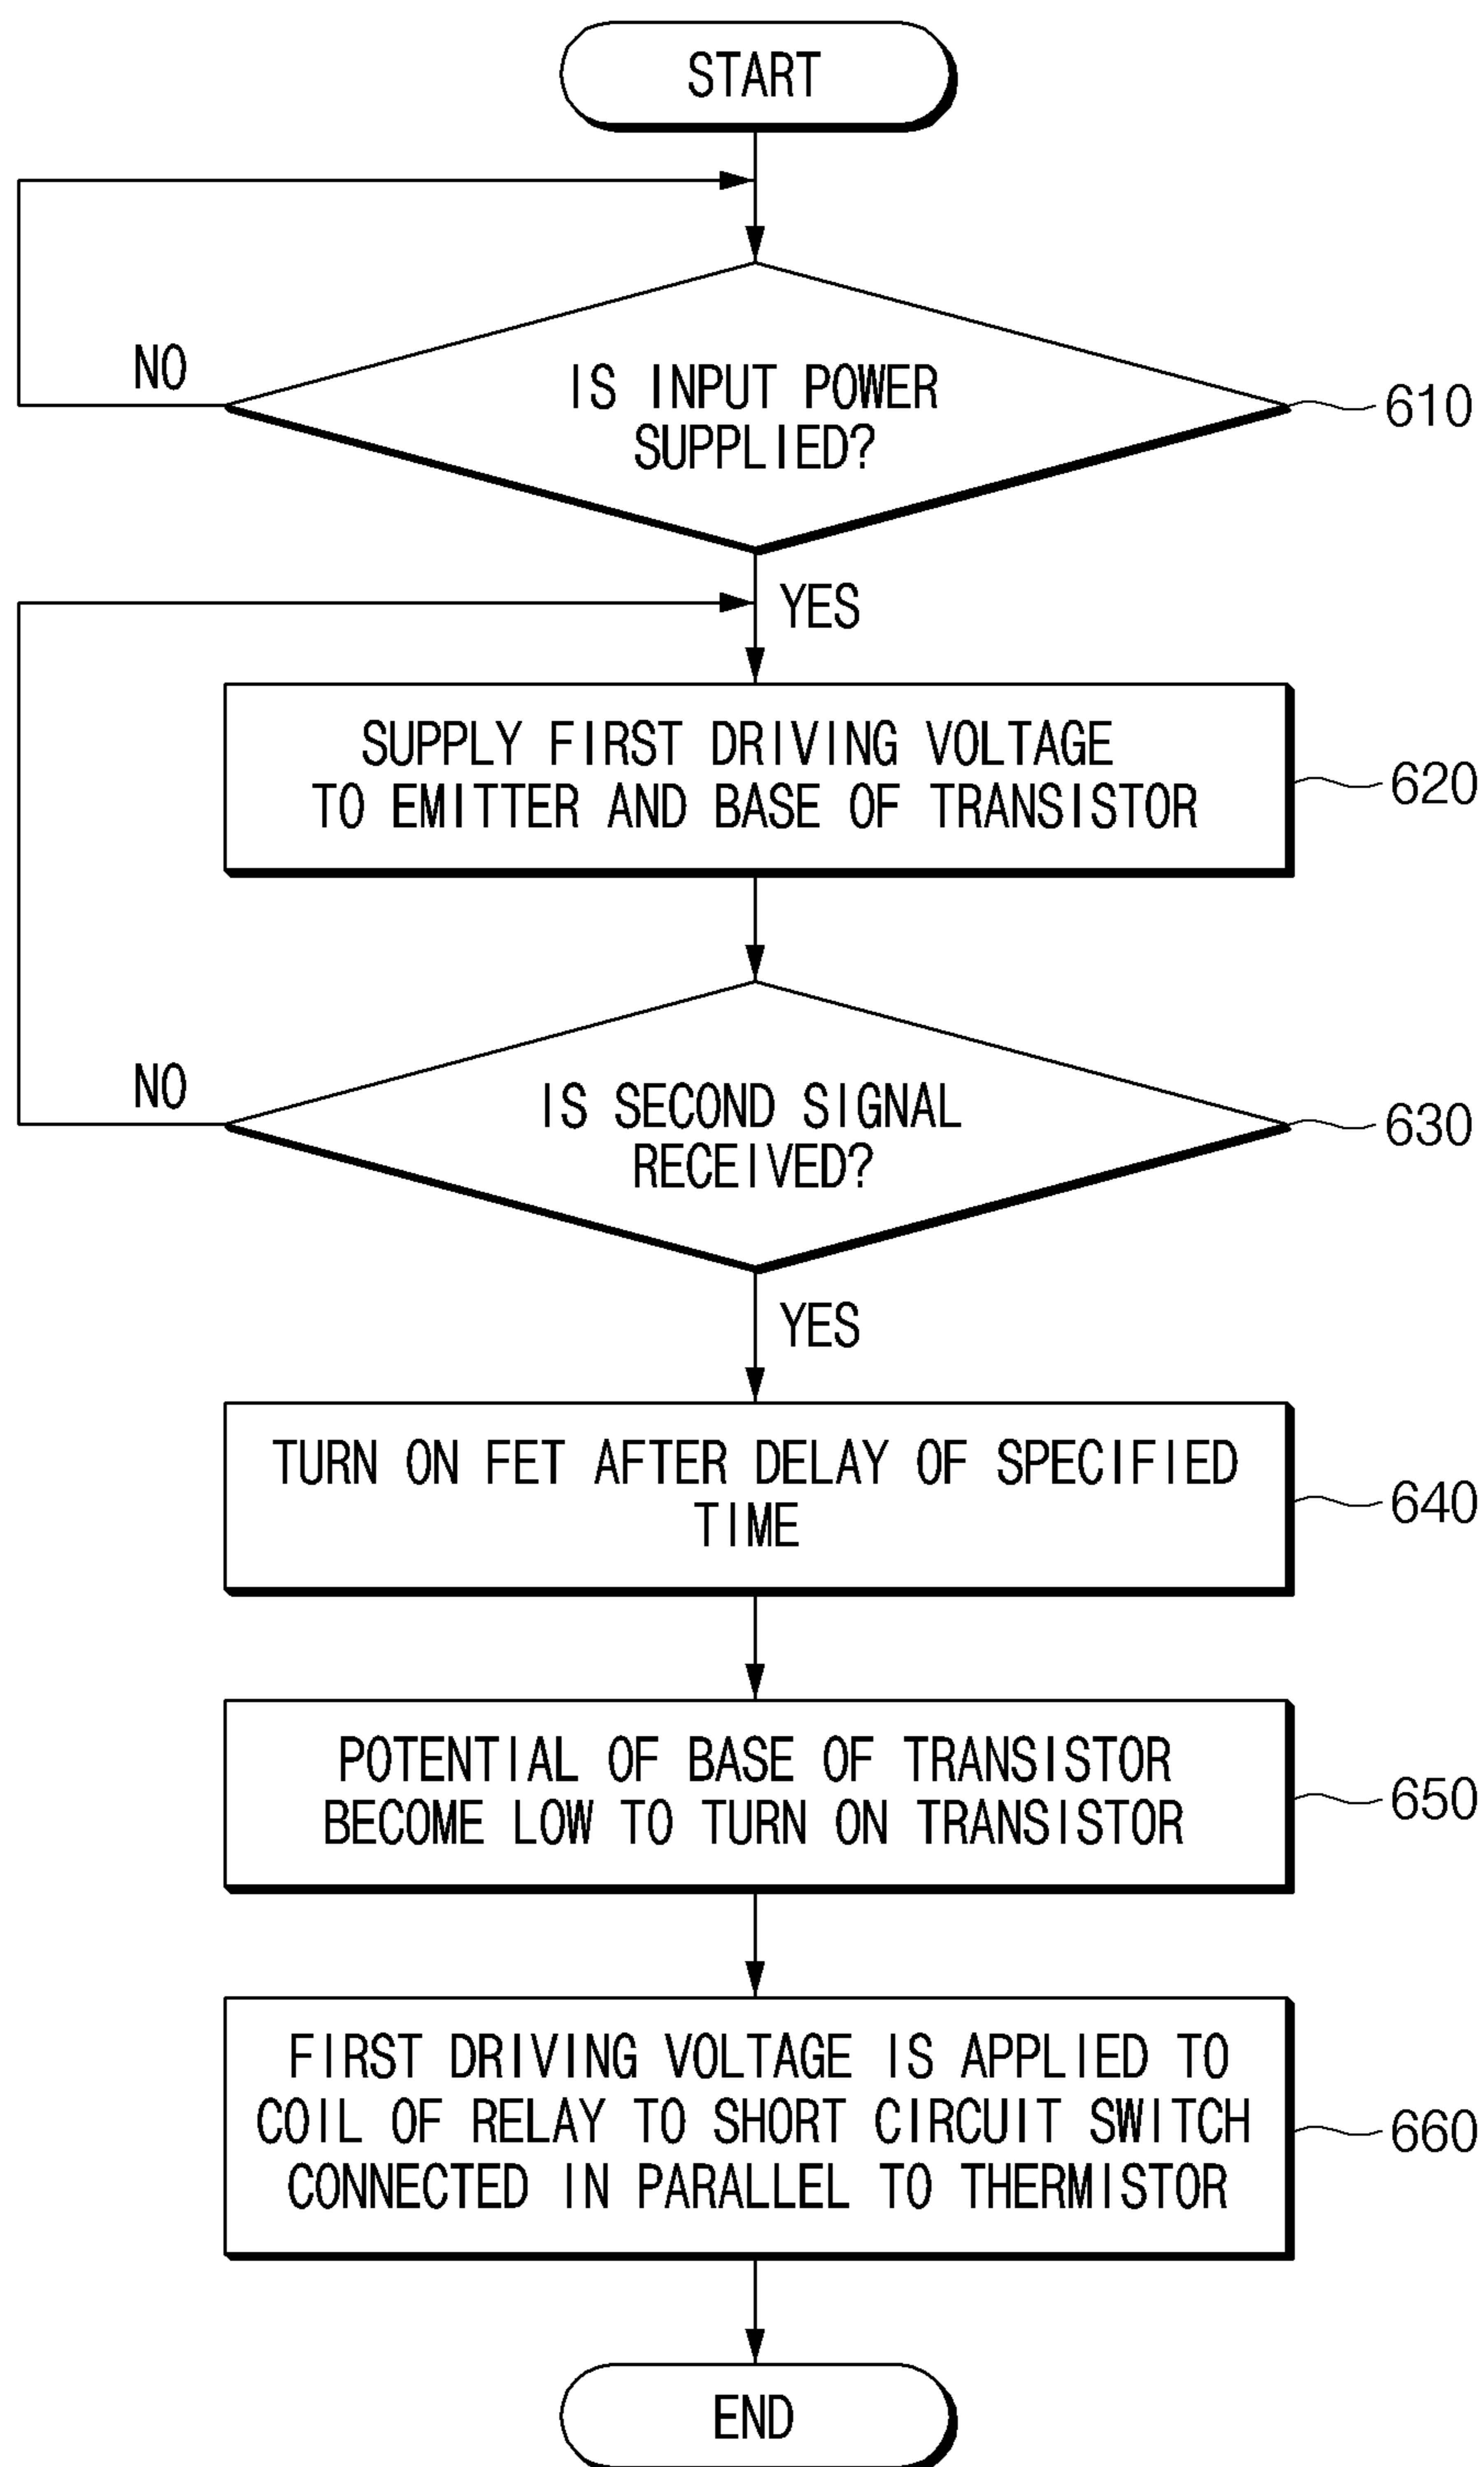 START
NO
IS INPUT POWER
SUPPLIED?
610
YES
SUPPLY FIRST DRIVING VOLTAGE
TO EMITTER AND BASE OF TRANSISTOR
620
NO
IS SECOND SIGNAL
RECEIVED?
630
YES
TURN ON FET AFTER DELAY OF SPECIFIED
TIME
640
POTENTIAL OF BASE OF TRANSISTOR
BECOME LOW TO TURN ON TRANSISTOR
650
FIRST DRIVING VOLTAGE IS APPLIED TO
COIL OF RELAY TO SHORT CIRCUIT SWITCH
CONNECTED IN PARALLEL TO THERMISTOR
660
END